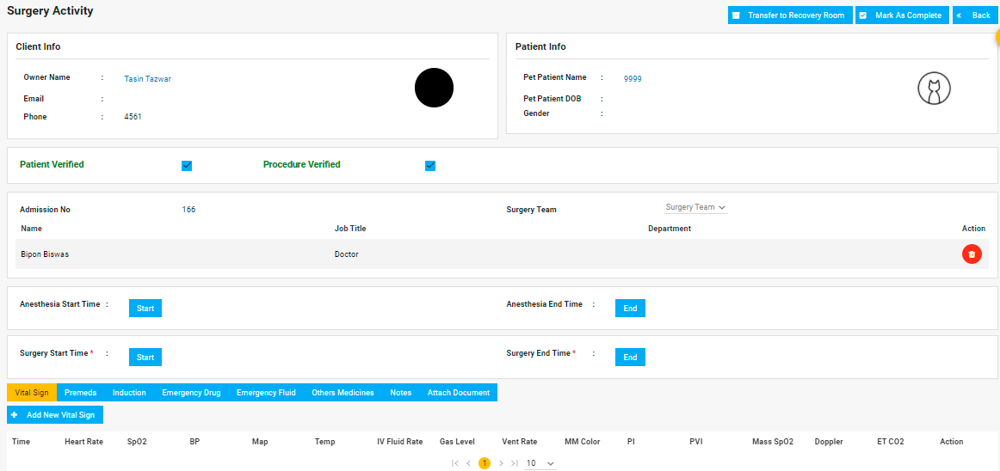 Surgery Activity
Transfer to Recovery Room Mark As Complete « Back
Client Info
Owner Name : Tasin Tazwar
Email :
Phone : 4561
Patient Info
Pet Patient Name : 9999
Pet Patient DOB :
Gender :
Patient Verified Procedure Verified
Admission No 166 Surgery Team Surgery Team
Name Job Title Department Action
Bipon Biswas Doctor
Anesthesia Start Time : Start Anesthesia End Time : End
Surgery Start Time * : Start Surgery End Time * : End
Vital Sign Premeds Induction Emergency Drug Emergency Fluid Others Medicines Notes Attach Document
+ Add New Vital Sign
Time Heart Rate SpO2 BP Map Temp IV Fluid Rate Gas Level Vent Rate MM Color PI PVI Mass SpO2 Doppler ET CO2 Action
1 10